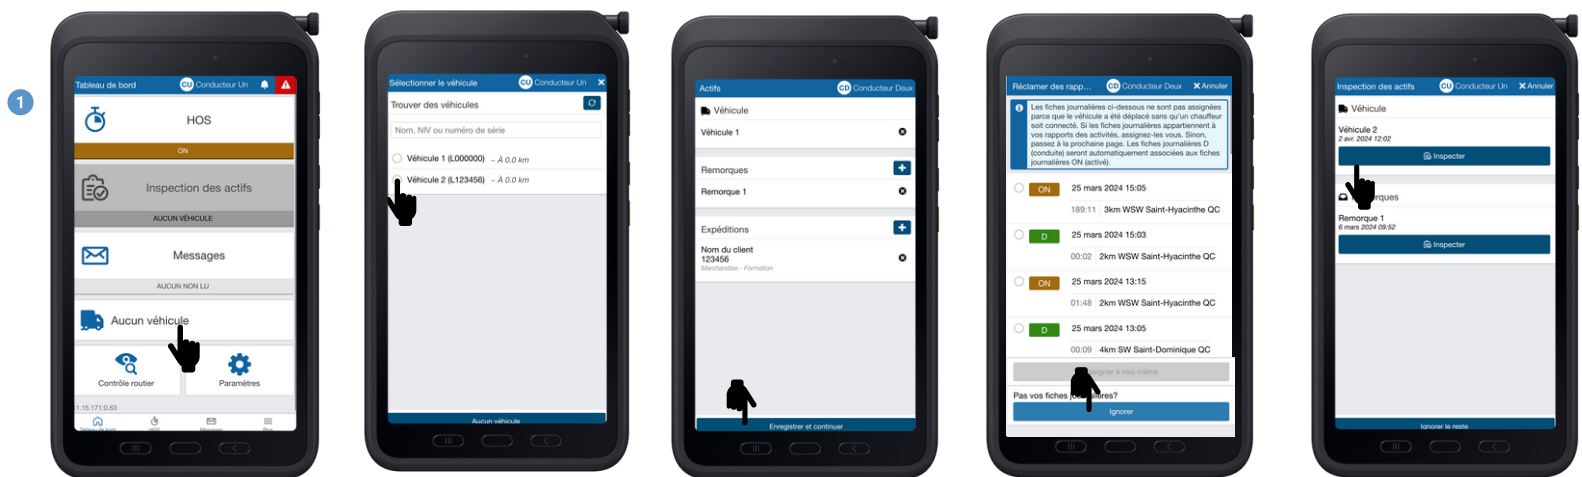 1
Tableau de bord
CU Conducteur Un
HOS
ON
Inspection des actifs
AUCUN VÉHICULE
Messages
AUCUN NON LU
Aucun véhicule
Contrôle routier
Paramètres
1.15.171:0.63
Tableau de bord
HOS
Messages
Plus
Sélectionner le véhicule
CU Conducteur Un
Trouver des véhicules
Nom, NIV ou numéro de série
Véhicule 1 (L000000) - À 0.0 km
Véhicule 2 (L123456) - À 0.0 km
Aucun véhicule
Actifs
CD Conducteur Deux
Véhicule
Véhicule 1
Remorques
Remorque 1
Expéditions
Nom du client
123456
Marchandise - Formation
Enregistrer et continuer
Réclamer des rapp...
CD Conducteur Deux
Annuler
Les fiches journalières ci-dessous ne sont pas assignées
parce que le véhicule a été déplacé sans qu'un chauffeur
soit connecté. Si les fiches journalières appartiennent à
vos rapports des activités, assignez-les vous. Sinon,
passez à la prochaine page. Les fiches journalières D
(conduite) seront automatiquement associées aux fiches
journalières ON (activé).
ON 25 mars 2024 15:05
189:11 3km WSW Saint-Hyacinthe QC
D 25 mars 2024 15:03
00:02 2km WSW Saint-Hyacinthe QC
ON 25 mars 2024 13:15
01:48 2km WSW Saint-Hyacinthe QC
D 25 mars 2024 13:05
00:09 4km SW Saint-Dominique QC
signer à moi-même
Pas vos fiches journalières?
Ignorer
Inspection des actifs
CU Conducteur Un
Annuler
Véhicule
Véhicule 2
2 avr. 2024 12:02
Inspecter
rques
Remorque 1
6 mars 2024 09:52
Inspecter
Ignorer le reste